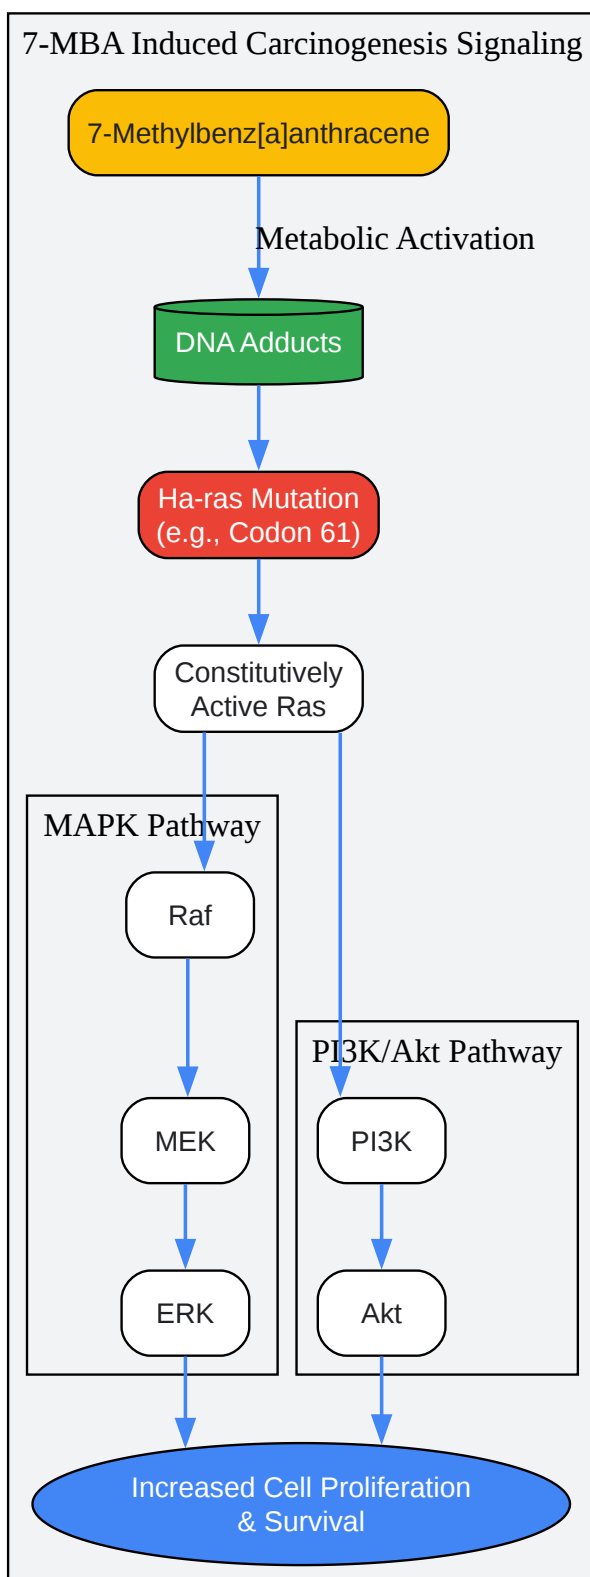 7-MBA Induced Carcinogenesis Signaling
7-Methylbenz[a]anthracene
Metabolic Activation
DNA Adducts
Ha-ras Mutation
(e.g., Codon 61)
Constitutively
Active Ras
MAPK Pathway
Raf
PI3K/Akt Pathway
MEK
PI3K
ERK
Akt
Increased Cell Proliferation
& Survival